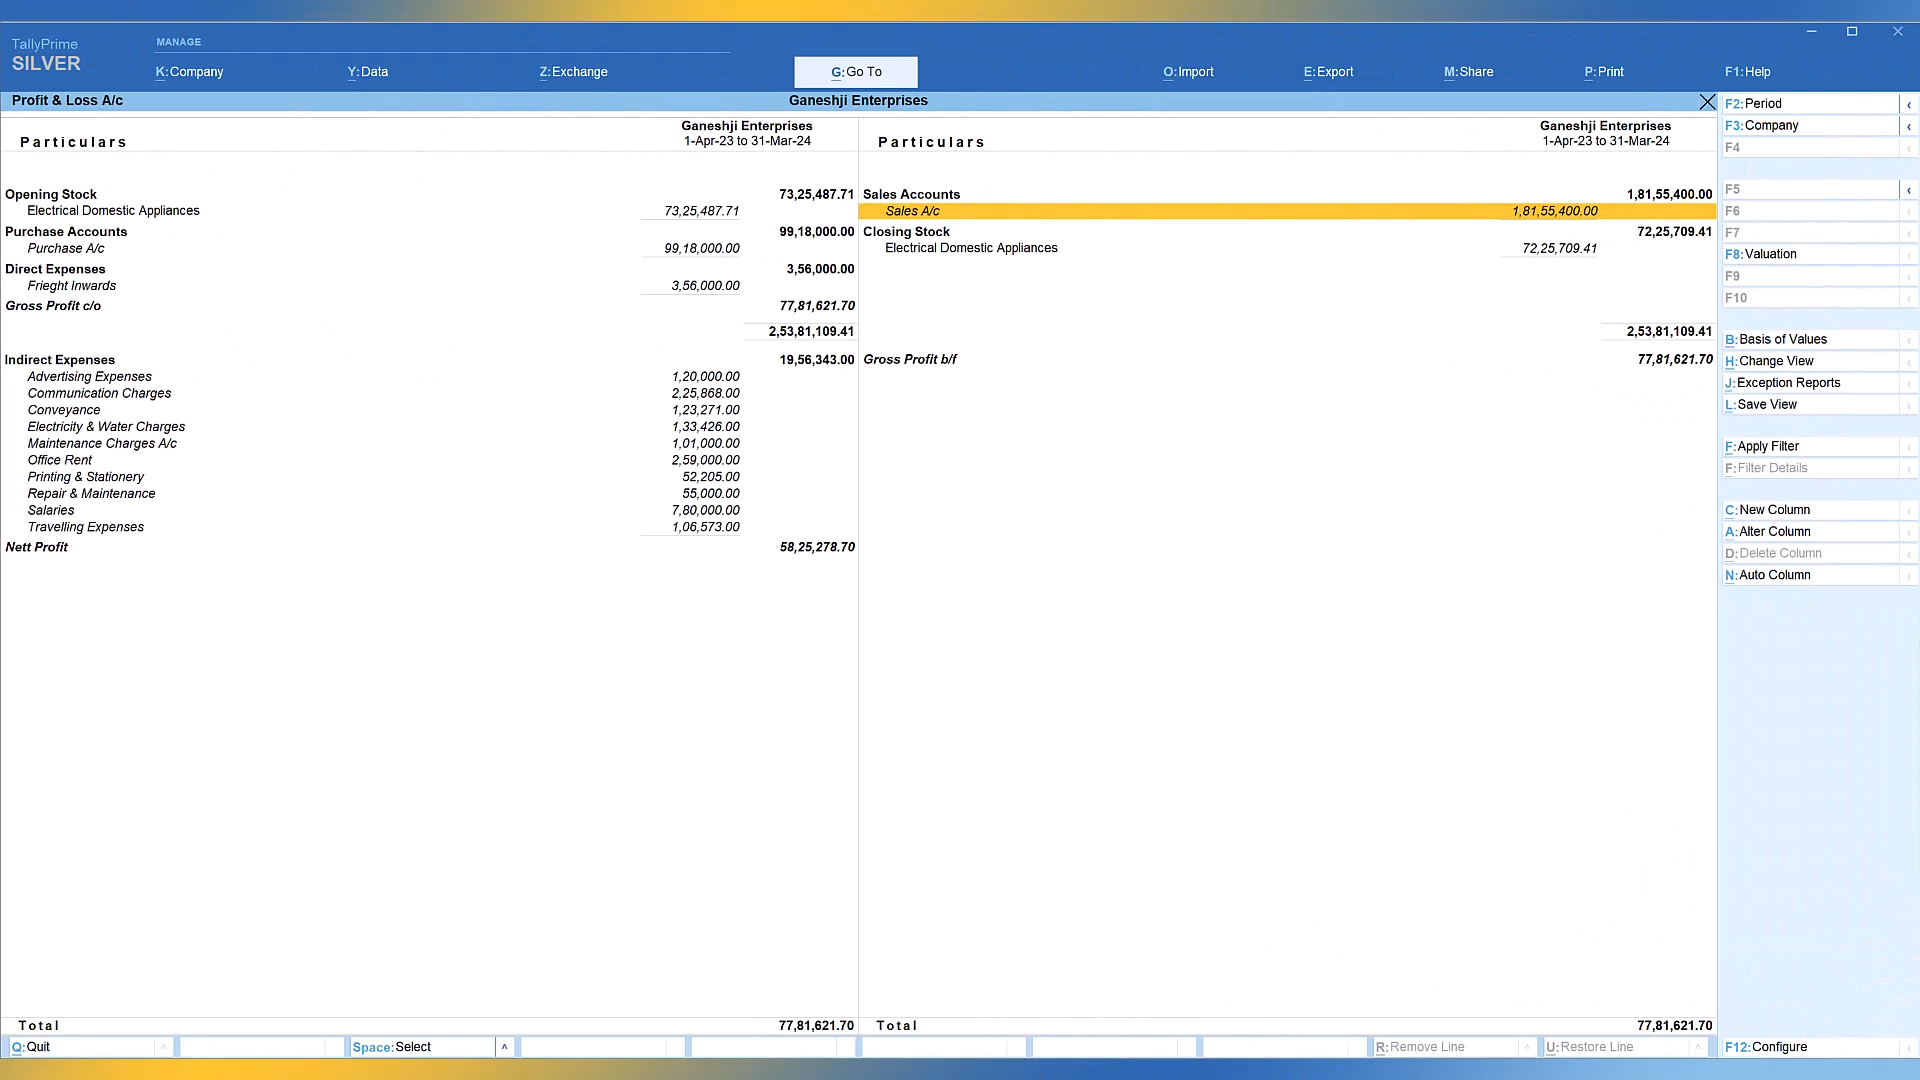 TallyPrime
SILVER
MANAGE
K:Company Y:Data Z:Exchange G:Go To O:Import E:Export M:Share P:Print F1:Help
Profit & Loss A/c Ganeshji Enterprises
Particulars Ganeshji Enterprises
1-Apr-23 to 31-Mar-24
Opening Stock 73,25,487.71
Electrical Domestic Appliances 73,25,487.71
Purchase Accounts 99,18,000.00
Purchase A/c 99,18,000.00
Direct Expenses 3,56,000.00
Frieght Inwards 3,56,000.00
Gross Profit c/o 77,81,621.70
2,53,81,109.41
Indirect Expenses 19,56,343.00
Advertising Expenses 1,20,000.00
Communication Charges 2,25,868.00
Conveyance 1,23,271.00
Electricity & Water Charges 1,33,426.00
Maintenance Charges A/c 1,01,000.00
Office Rent 2,59,000.00
Printing & Stationery 52,205.00
Repair & Maintenance 55,000.00
Salaries 7,80,000.00
Travelling Expenses 1,06,573.00
Nett Profit 58,25,278.70
Total 77,81,621.70
Particulars Ganeshji Enterprises
1-Apr-23 to 31-Mar-24
Sales Accounts 1,81,55,400.00
Sales A/c 1,81,55,400.00
Closing Stock 72,25,709.41
Electrical Domestic Appliances 72,25,709.41
2,53,81,109.41
Gross Profit b/f 77,81,621.70
Total 77,81,621.70
F2:Period
F3:Company
F4
F5
F6
F7
F8:Valuation
F9
F10
B:Basis of Values
H:Change View
J:Exception Reports
L:Save View
F:Apply Filter
F:Filter Details
C:New Column
A:Alter Column
D:Delete Column
N:Auto Column
Q:Quit Space:Select R:Remove Line U:Restore Line F12:Configure